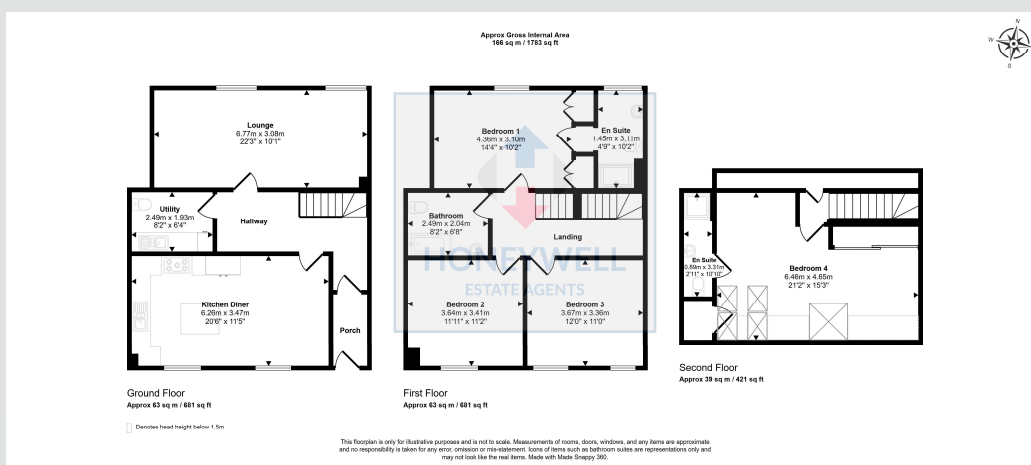 Approx Gross Internal Area
166 sq m / 1783 sq ft
N
W
S
Lounge
6.77m x 3.08m
22'3" x 10'1"
Utility
2.49m x 1.93m
8'2" x 6'4"
Hallway
Kitchen Diner
6.26m x 3.47m
20'6" x 11'5"
Porch
Ground Floor
Approx 63 sq m / 681 sq ft
Denotes head height below 1.5m
Bedroom 1
4.36m x 3.10m
14'4" x 10'2"
En Suite
1.45m x 3.11m
4'9" x 10'2"
Bathroom
2.49m x 2.04m
8'2" x 6'8"
Landing
HONEYWELL
ESTATE AGENTS
Bedroom 2
3.64m x 3.41m
11'11" x 11'2"
Bedroom 3
3.67m x 3.36m
12'0" x 11'0"
First Floor
Approx 63 sq m / 681 sq ft
En Suite
0.89m x 3.31m
2'11" x 10'10"
Bedroom 4
6.46m x 4.65m
21'2" x 15'3"
Second Floor
Approx 39 sq m / 421 sq ft
This floorplan is only for illustrative purposes and is not to scale. Measurements of rooms, doors, windows, and any items are approximate
and no responsibility is taken for any error, omission or mis-statement. Icons of items such as bathroom suites are representations only and
may not look like the real items. Made with Made Snappy 360.